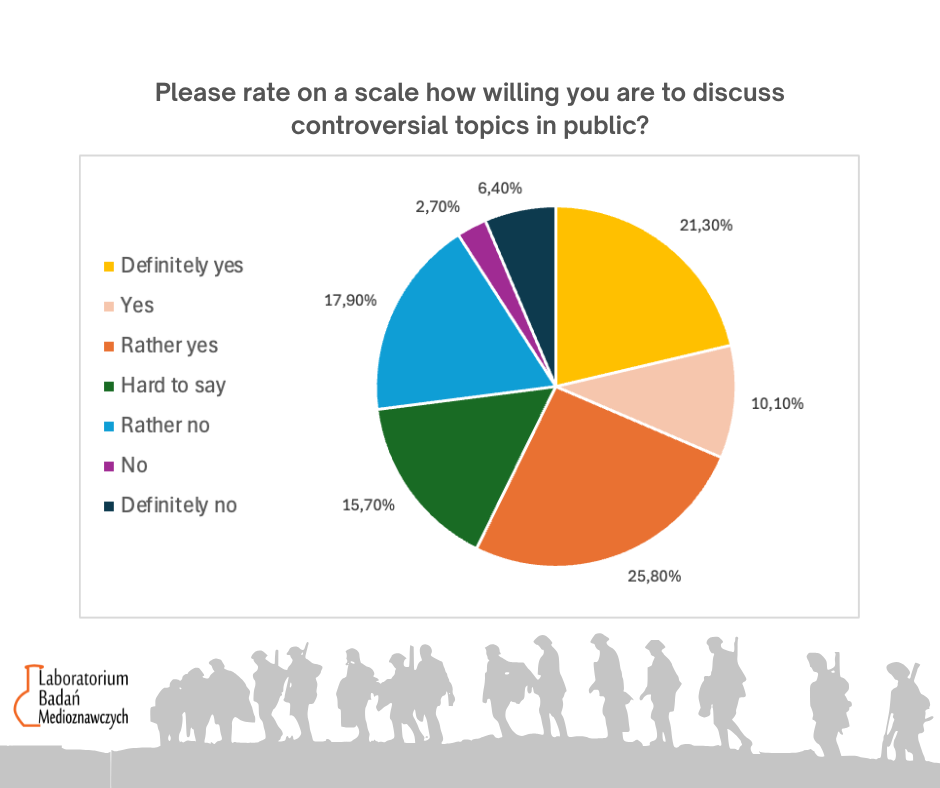 Please rate on a scale how willing you are to discuss
controversial topics in public?
6,40%
2,70%
21,30%
Definitely yes
17,90%
Yes
Rather yes
Hard to say
10,10%
Rather no
No
Definitely no
15,70%
25,80%
Laboratorium
Badań
Medioznawczych